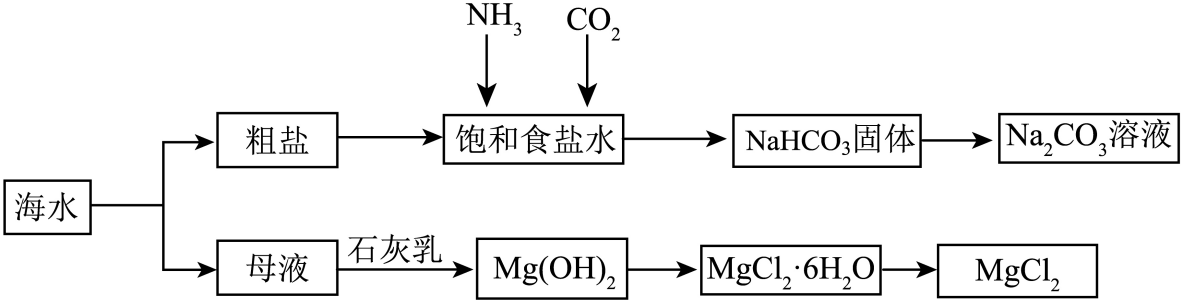 NH₃ CO₂
粗盐 饱和食盐水 NaHCO₃固体 Na₂CO₃溶液
海水
母液 石灰乳 Mg(OH)₂ MgCl₂·6H₂O MgCl₂